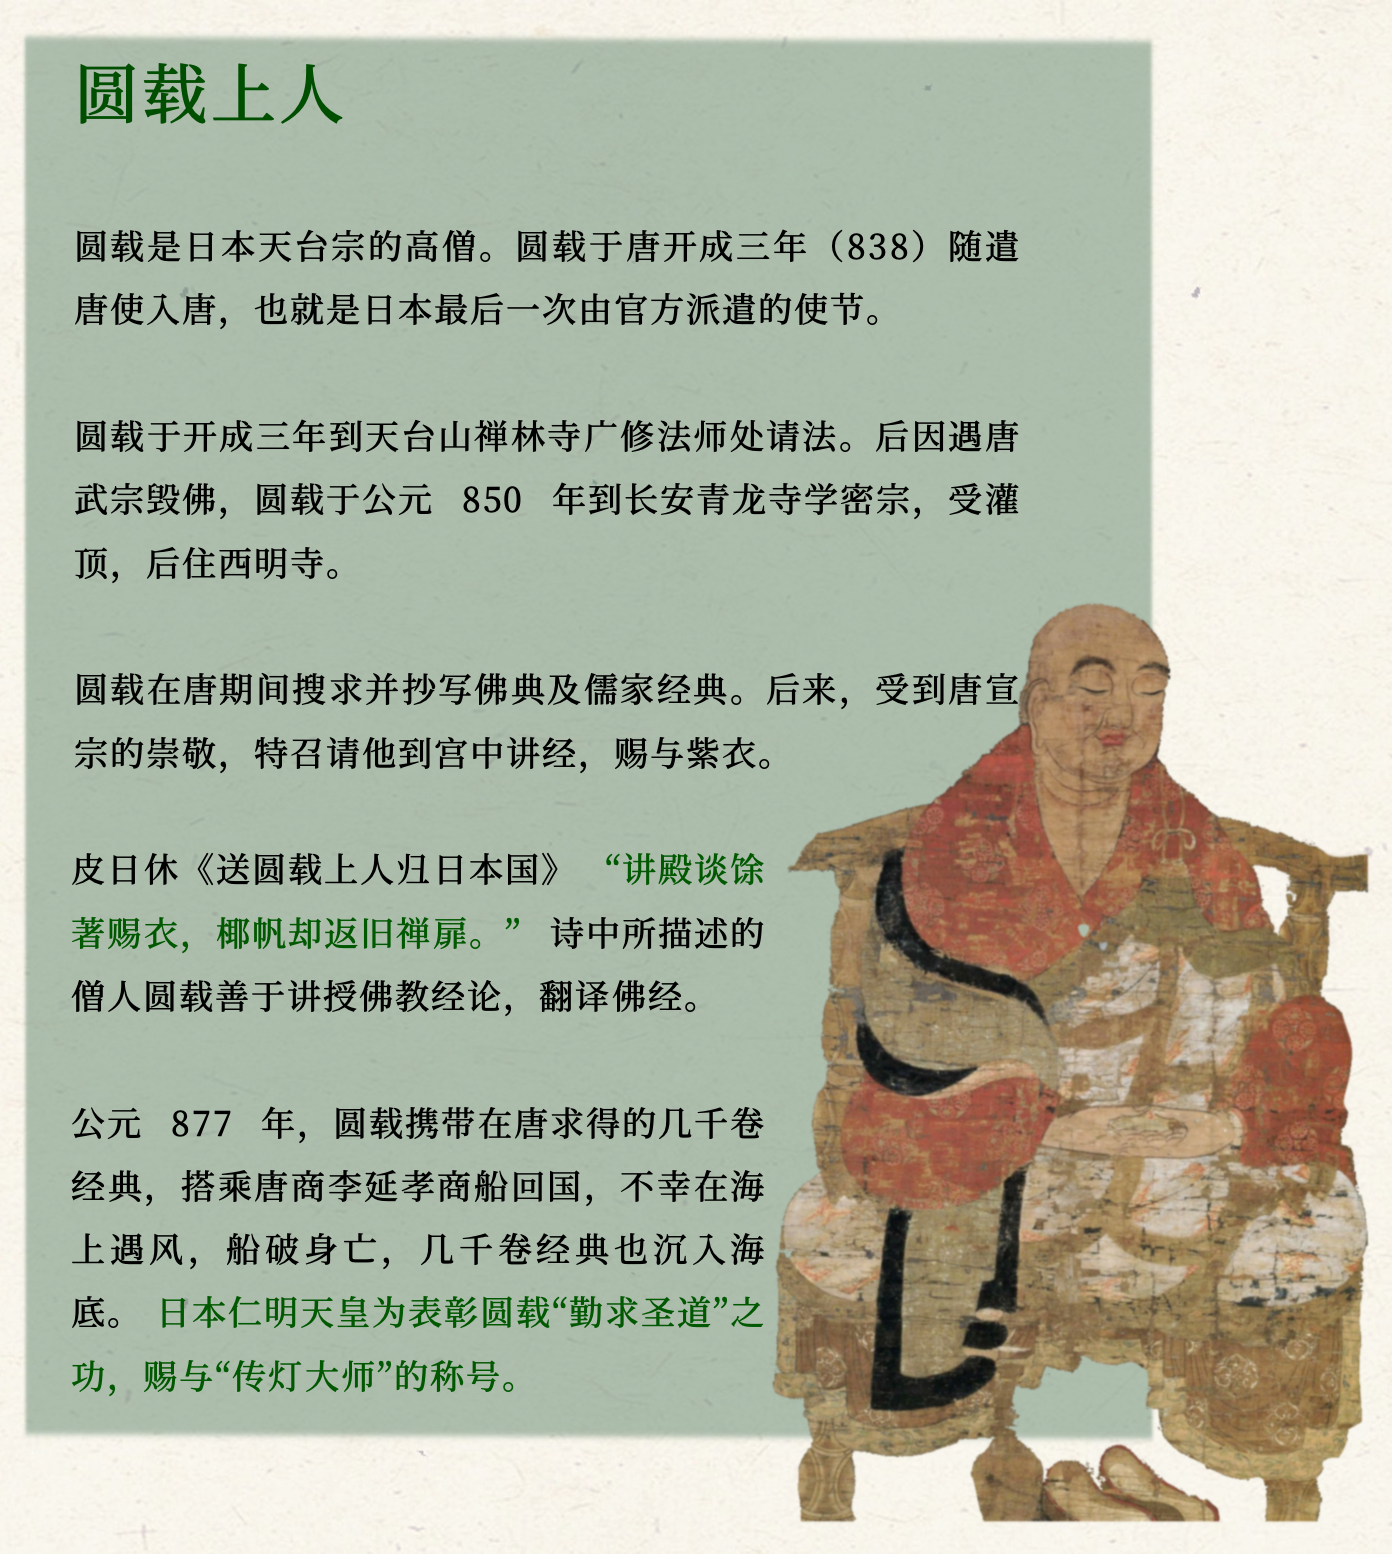 圆载上人
圆载是日本天台宗的高僧。圆载于唐开成三年（838）随遣
唐使入唐，也就是日本最后一次由官方派遣的使节。
圆载于开成三年到天台山禅林寺广修法师处请法。后因遇唐
武宗毁佛，圆载于公元 850 年到长安青龙寺学密宗，受灌
顶，后住西明寺。
圆载在唐期间搜求并抄写佛典及儒家经典。后来，受到唐宣
宗的崇敬，特召请他到宫中讲经，赐与紫衣。
皮日休《送圆载上人归日本国》 “讲殿谈馀
著赐衣，椰帆却返旧禅扉。” 诗中所描述的
僧人圆载善于讲授佛教经论，翻译佛经。
公元 877 年，圆载携带在唐求得的几千卷
经典，搭乘唐商李延孝商船回国，不幸在海
上遇风，船破身亡，几千卷经典也沉入海
底。 日本仁明天皇为表彰圆载“勤求圣道”之
功，赐与“传灯大师”的称号。